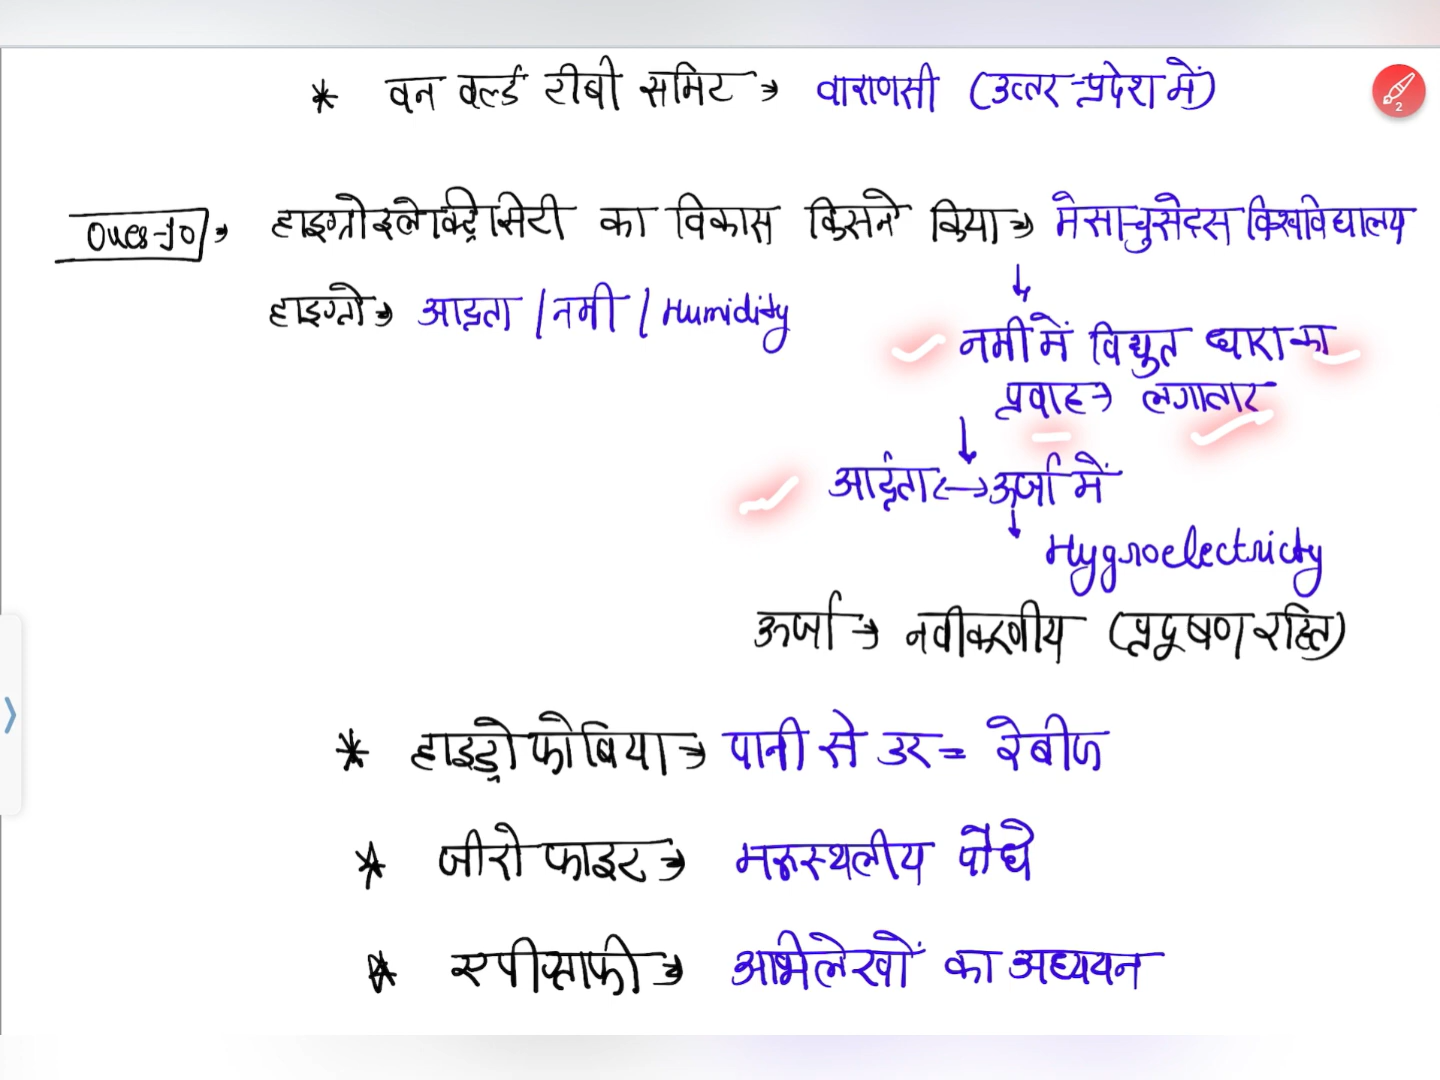 * वन वर्ल्ड टीबी समिट → वाराणसी (उत्तर-प्रदेश में)
2
Ques-10 → हाइग्रोइलेक्ट्रिसिटी का विकास किसने किया → मेसाचुसेट्स विश्वविद्यालय
हाइग्रो → आद्रता / नमी / Humidity
नमी में विद्युत धारा का
प्रवाह → लगातार
आर्द्रता → ऊर्जा में
Hygroelectricity
ऊर्जा → नवीकरणीय (प्रदूषण रहित)
* हाइड्रोफोबिया → पानी से डर = रेबीज
* जीरोफाइट → मरुस्थलीय पौधे
* एपीग्राफी → अभिलेखों का अध्ययन